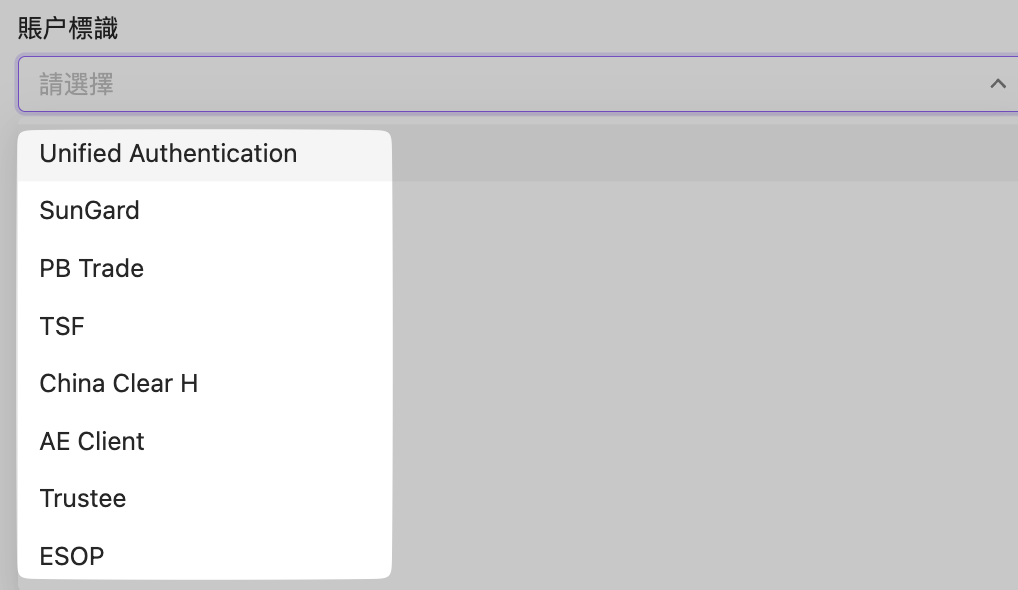 賬户標識
請選擇
Unified Authentication
SunGard
PB Trade
TSF
China Clear H
AE Client
Trustee
ESOP